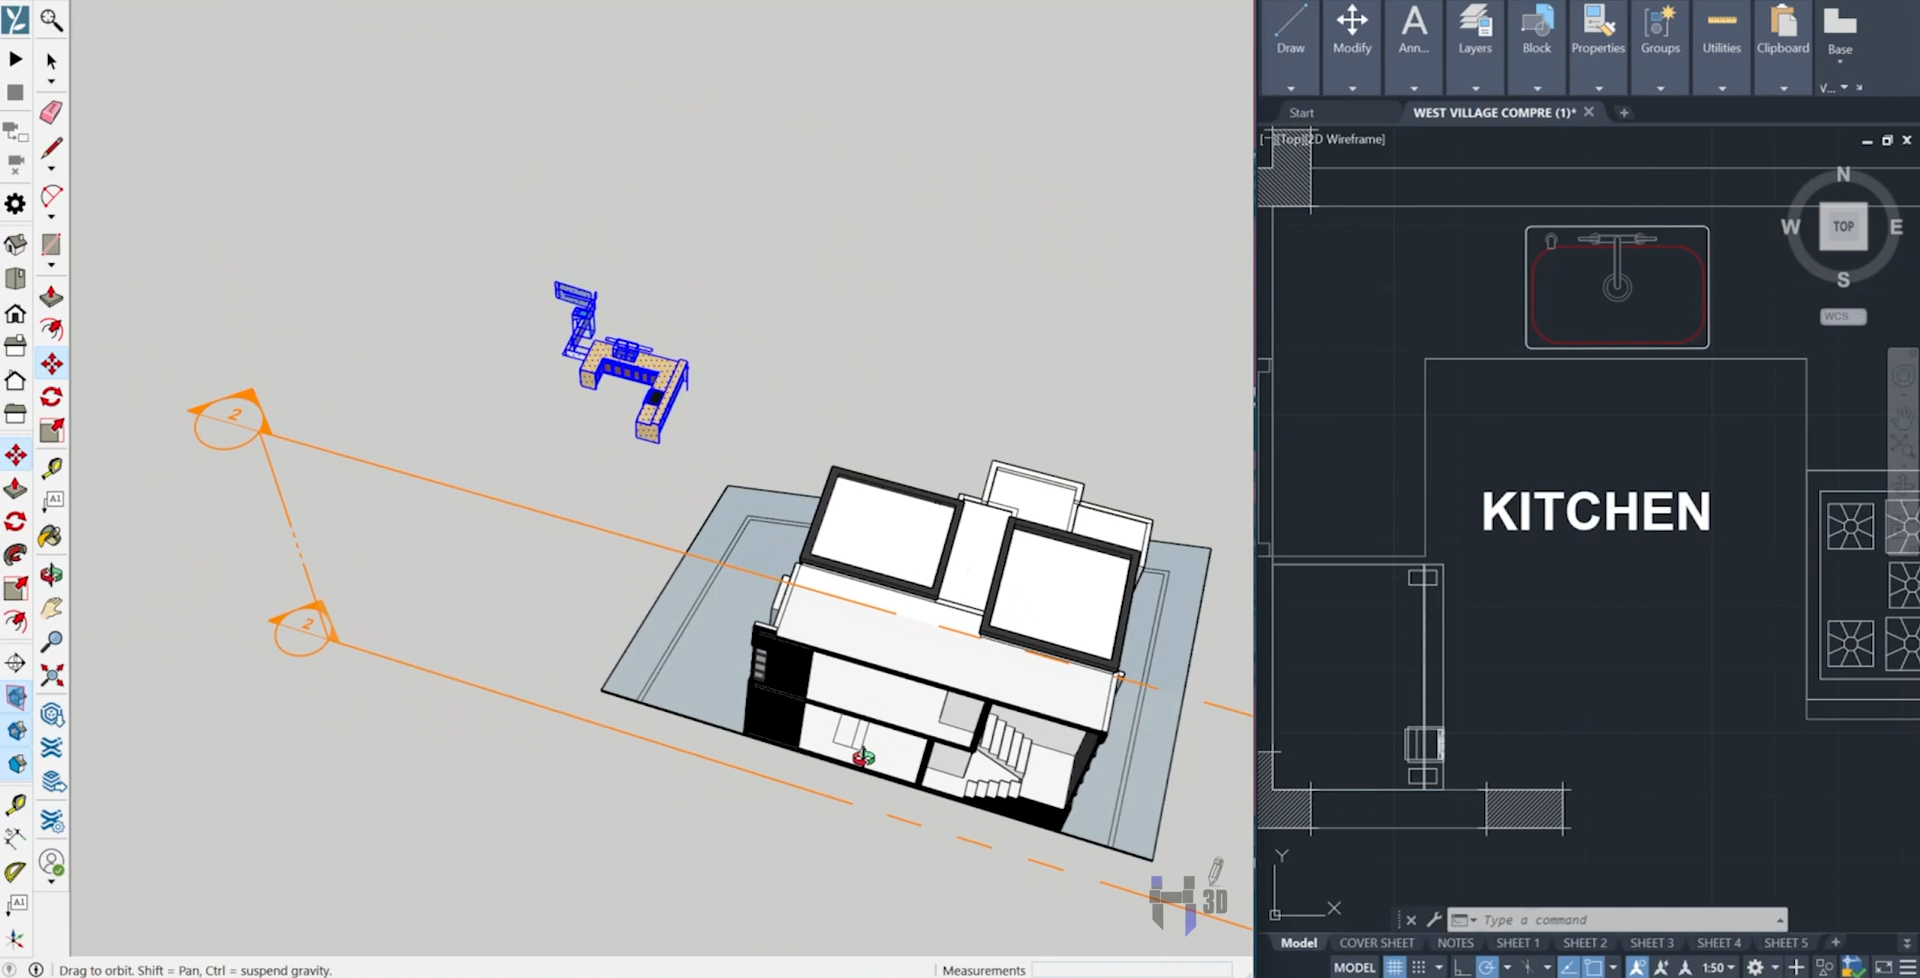 2
2
A1
A1
3D
Drag to orbit. Shift = Pan, Ctrl = suspend gravity.
Measurements
Draw
Modify
A
Ann...
Layers
Block
Properties
Groups
Utilities
Clipboard
Base
V...
Start
WEST VILLAGE COMPRE (1)*
[−][Top][2D Wireframe]
N
W
TOP
E
S
WCS
KITCHEN
Y
X
Type a command
Model
COVER SHEET
NOTES
SHEET 1
SHEET 2
SHEET 3
SHEET 4
SHEET 5
MODEL
1:50